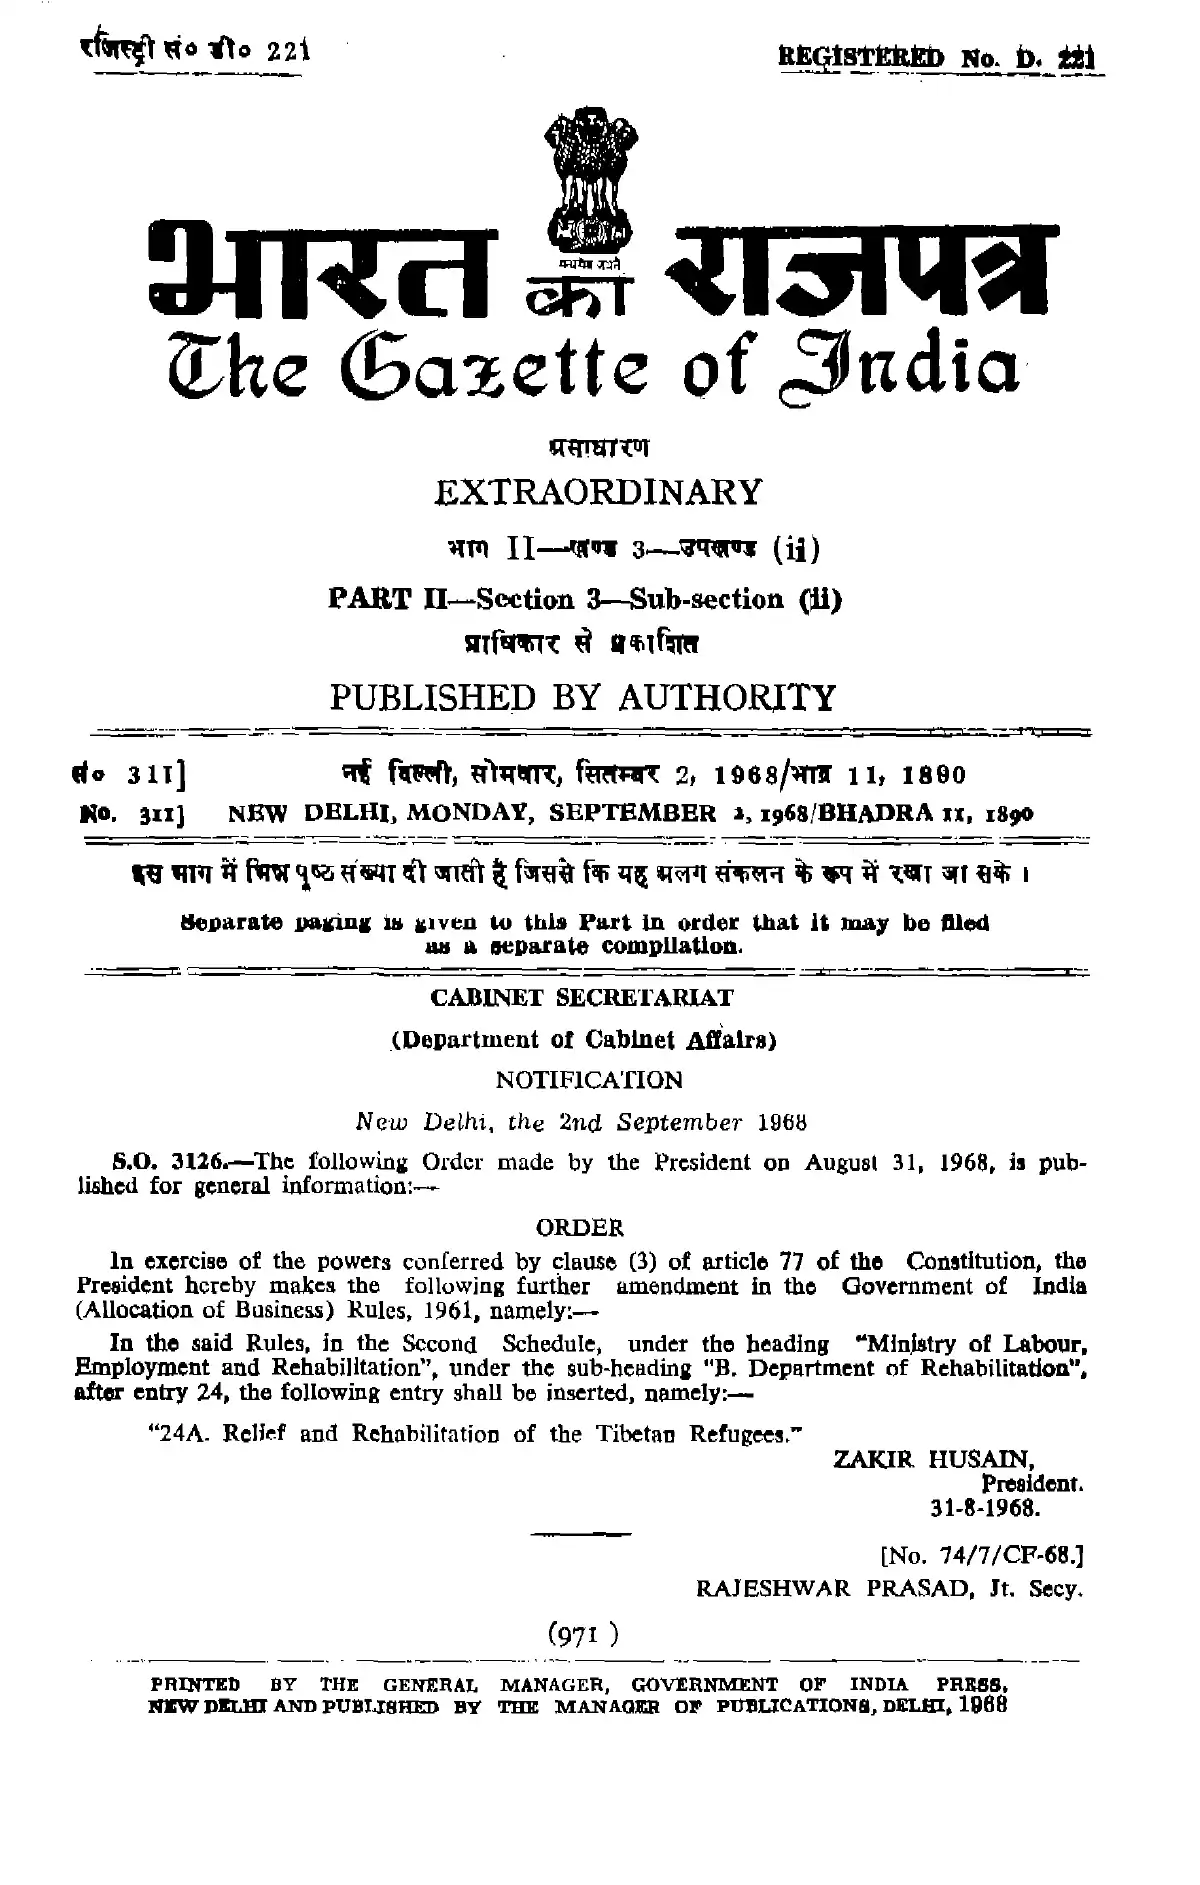 रजिस्ट्री सं० डी० 221
REGISTERED No. D. 221
सत्यमेव जयते
भारत का राजपत्र
The Gazette of India
असाधारण
EXTRAORDINARY
भाग II—खण्ड 3—उपखण्ड (ii)
PART II—Section 3—Sub-section (ii)
प्राधिकार से प्रकाशित
PUBLISHED BY AUTHORITY
सं० 311] नई दिल्ली, सोमवार, सितम्बर 2, 1968/भाद्र 11, 1890
No. 311] NEW DELHI, MONDAY, SEPTEMBER 2, 1968/BHADRA 11, 1890
इस भाग में भिन्न पृष्ठ संख्या दी जाती है जिससे कि यह अलग संकलन के रूप में रखा जा सके ।
Separate paging is given to this Part in order that it may be filed
as a separate compilation.
CABINET SECRETARIAT
(Department of Cabinet Affairs)
NOTIFICATION
New Delhi, the 2nd September 1968
S.O. 3126.—The following Order made by the President on August 31, 1968, is pub-
lished for general information:—
ORDER
In exercise of the powers conferred by clause (3) of article 77 of the Constitution, the
President hereby makes the following further amendment in the Government of India
(Allocation of Business) Rules, 1961, namely:—
In the said Rules, in the Second Schedule, under the heading "Ministry of Labour,
Employment and Rehabilitation", under the sub-heading "B. Department of Rehabilitation",
after entry 24, the following entry shall be inserted, namely:—
"24A. Relief and Rehabilitation of the Tibetan Refugees."
ZAKIR HUSAIN,
President.
31-8-1968.
[No. 74/7/CF-68.]
RAJESHWAR PRASAD, Jt. Secy.
(971 )
PRINTED BY THE GENERAL MANAGER, GOVERNMENT OF INDIA PRESS,
NEW DELHI AND PUBLISHED BY THE MANAGER OF PUBLICATIONS, DELHI, 1968